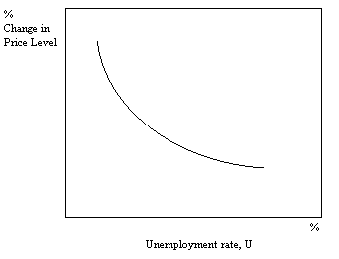 %
Change in
Price Level
%
Unemployment rate, U